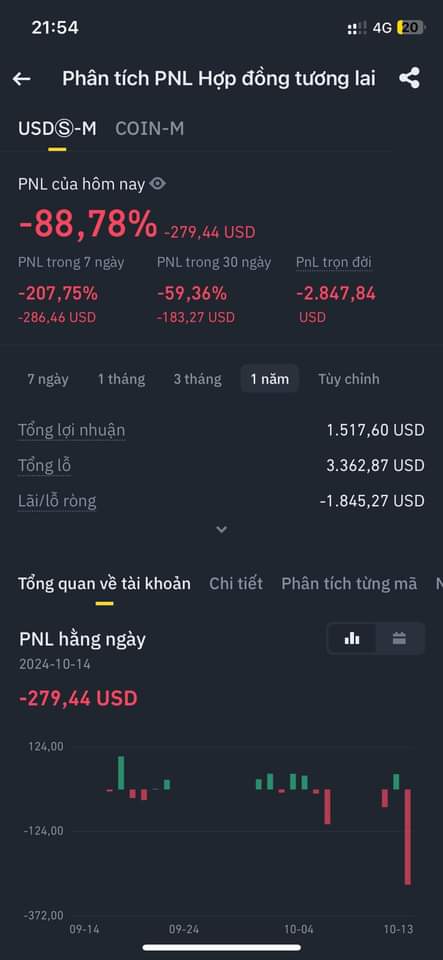 21:54
4G 20
Phân tích PNL Hợp đồng tương lai
USDⓈ-M COIN-M
PNL của hôm nay
-88,78% -279,44 USD
PNL trong 7 ngày PNL trong 30 ngày PnL trọn đời
-207,75% -59,36% -2.847,84
-286,46 USD -183,27 USD USD
7 ngày 1 tháng 3 tháng 1 năm Tùy chỉnh
Tổng lợi nhuận 1.517,60 USD
Tổng lỗ 3.362,87 USD
Lãi/lỗ ròng -1.845,27 USD
Tổng quan về tài khoản Chi tiết Phân tích từng mã N
PNL hằng ngày
2024-10-14
-279,44 USD
124,00
-124,00
-372,00
09-14 09-24 10-04 10-13